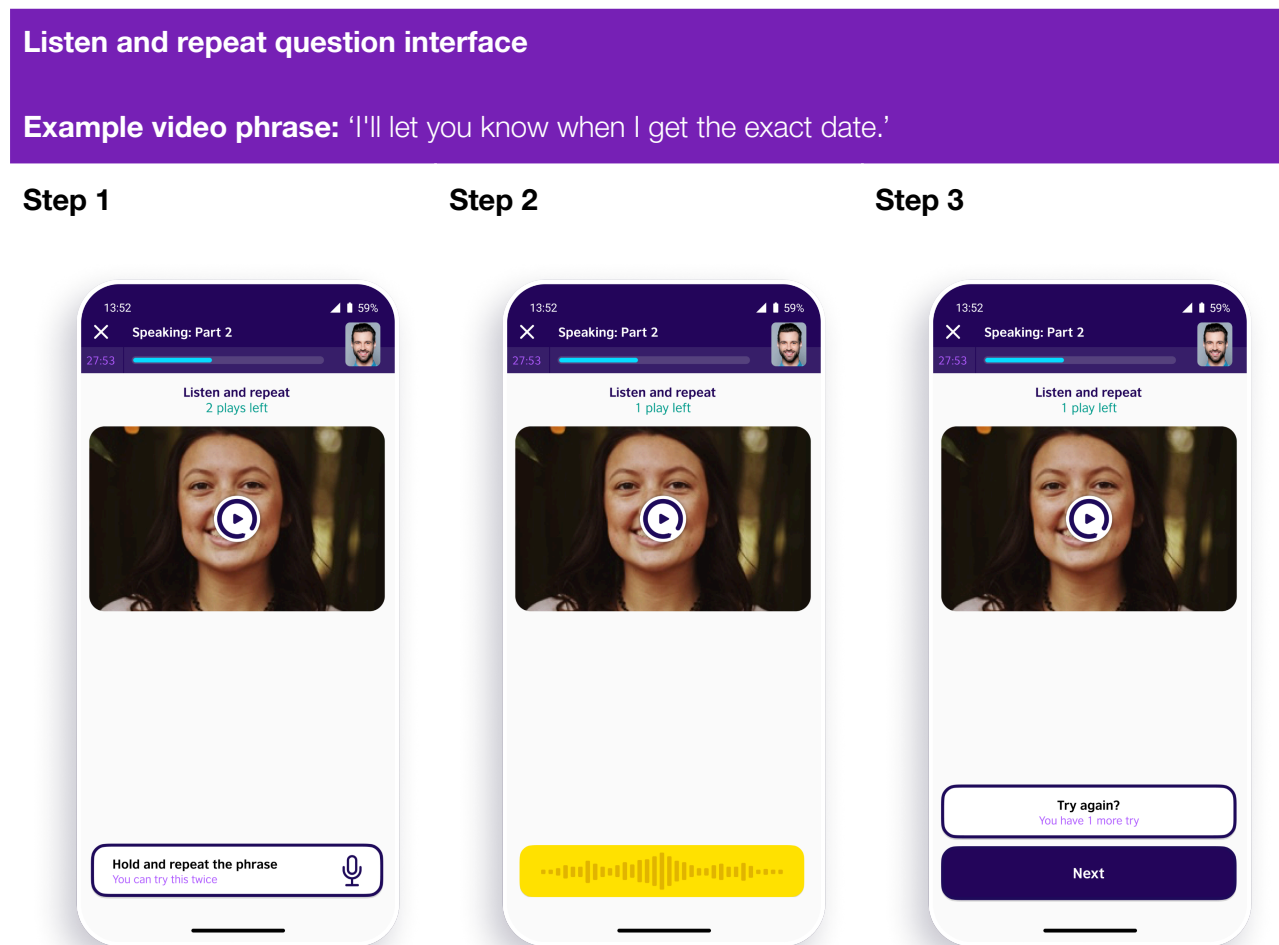 Listen and repeat question interface
Example video phrase: ‘I'll let you know when I get the exact date.’
Step 1
Step 2
Step 3
13:52
59%
Speaking: Part 2
27:53
Listen and repeat
2 plays left
Hold and repeat the phrase
You can try this twice
13:52
59%
Speaking: Part 2
27:53
Listen and repeat
1 play left
13:52
59%
Speaking: Part 2
27:53
Listen and repeat
1 play left
Try again?
You have 1 more try
Next